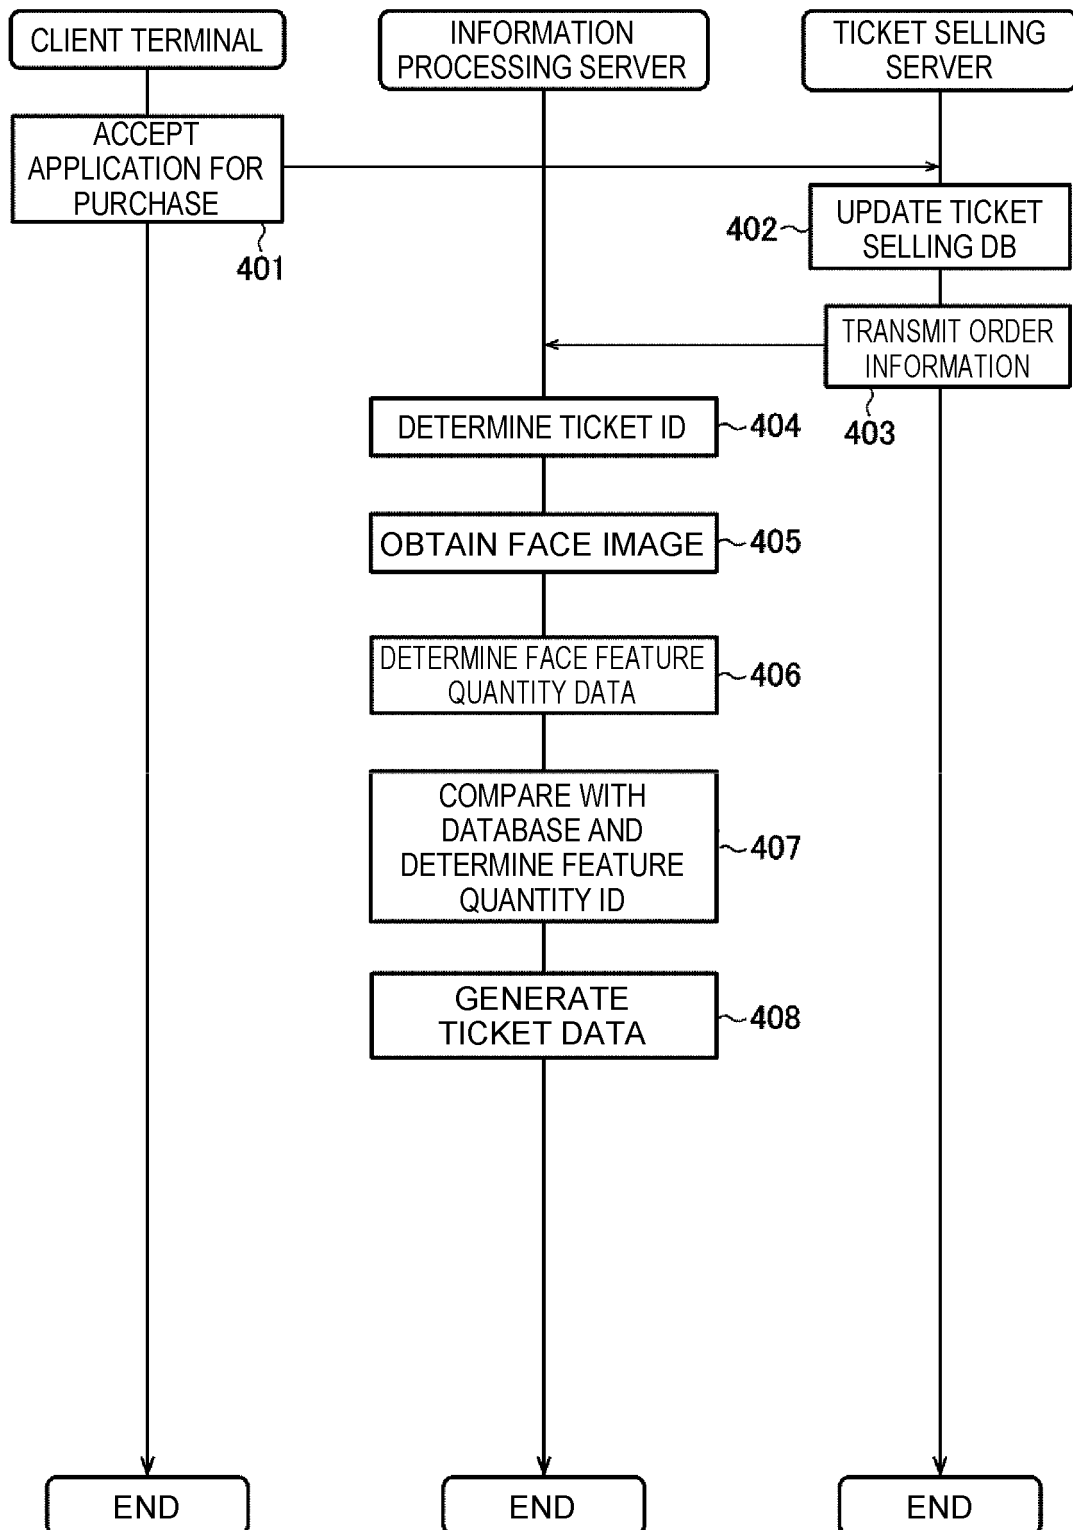 CLIENT TERMINAL
INFORMATION
PROCESSING SERVER
TICKET SELLING
SERVER
ACCEPT
APPLICATION FOR
PURCHASE
401
402
UPDATE TICKET
SELLING DB
TRANSMIT ORDER
INFORMATION
403
DETERMINE TICKET ID
404
OBTAIN FACE IMAGE
405
DETERMINE FACE FEATURE
QUANTITY DATA
406
COMPARE WITH
DATABASE AND
DETERMINE FEATURE
QUANTITY ID
407
GENERATE
TICKET DATA
408
END
END
END